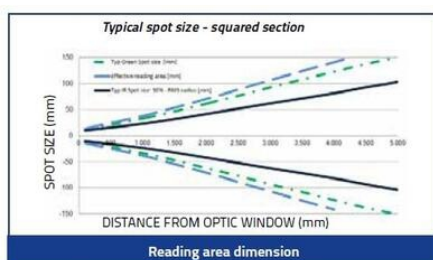 Typical spot size - squared section
150
100
50
0
-50
-100
-150
Typ Green Spot size (mm)
Effective reading area (mm)
Typ IR Spot size 90% - RMS radius (mm)
0 500 1.000 1.500 2.000 2.500 3.000 3.500 4.000 4.500 5.000
SPOT SIZE (mm)
DISTANCE FROM OPTIC WINDOW (mm)
Reading area dimension